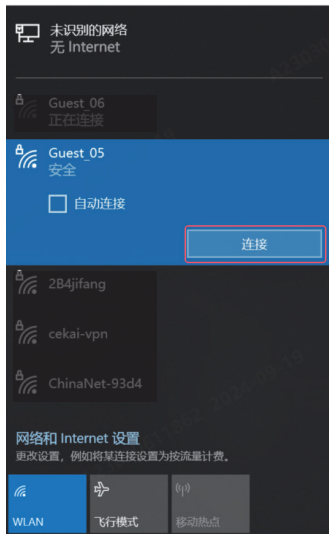 未识别的网络
无 Internet
Guest_06
正在连接
Guest_05
安全
自动连接
连接
2B4jifang
cekai-vpn
ChinaNet-93d4
网络和 Internet 设置
更改设置，例如将某连接设置为按流量计费。
WLAN
飞行模式
移动热点